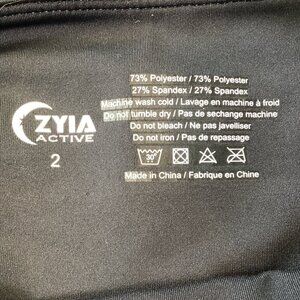 ZYIA
ACTIVE
2
73% Polyester / 73% Polyester
27% Spandex / 27% Spandex
Machine wash cold / Lavage en machine à froid
Do not tumble dry / Pas de sechange machine
Do not bleach / Ne pas javelliser
Do not iron / Pas de repassage
30°
Made in China / Fabrique en Chine